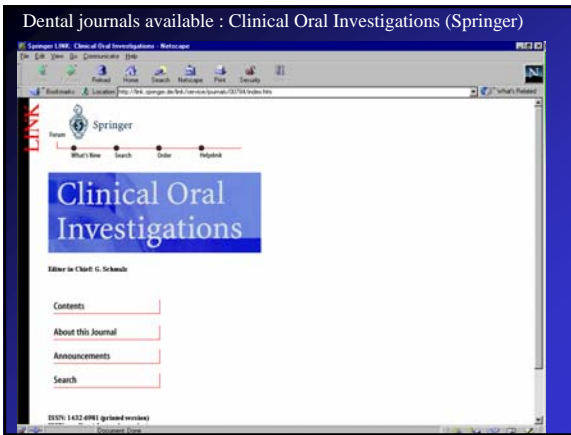 Dental journals available : Clinical Oral Investigations (Springer)
Springer LINK: Clinical Oral Investigations - Netscape
File Edit View Go Communicator Help
Reload Home Search Netscape Print Security
Bookmarks Location http://link.springer.de/link/service/journals/00784/index.htm What's Related
LINK
Springer
Forum
What's New Search Order Helpdesk
Clinical Oral
Investigations
Editor in Chief: G. Schmalz
Contents
About this Journal
Announcements
Search
ISSN: 1432-6981 (printed version)
Document: Done